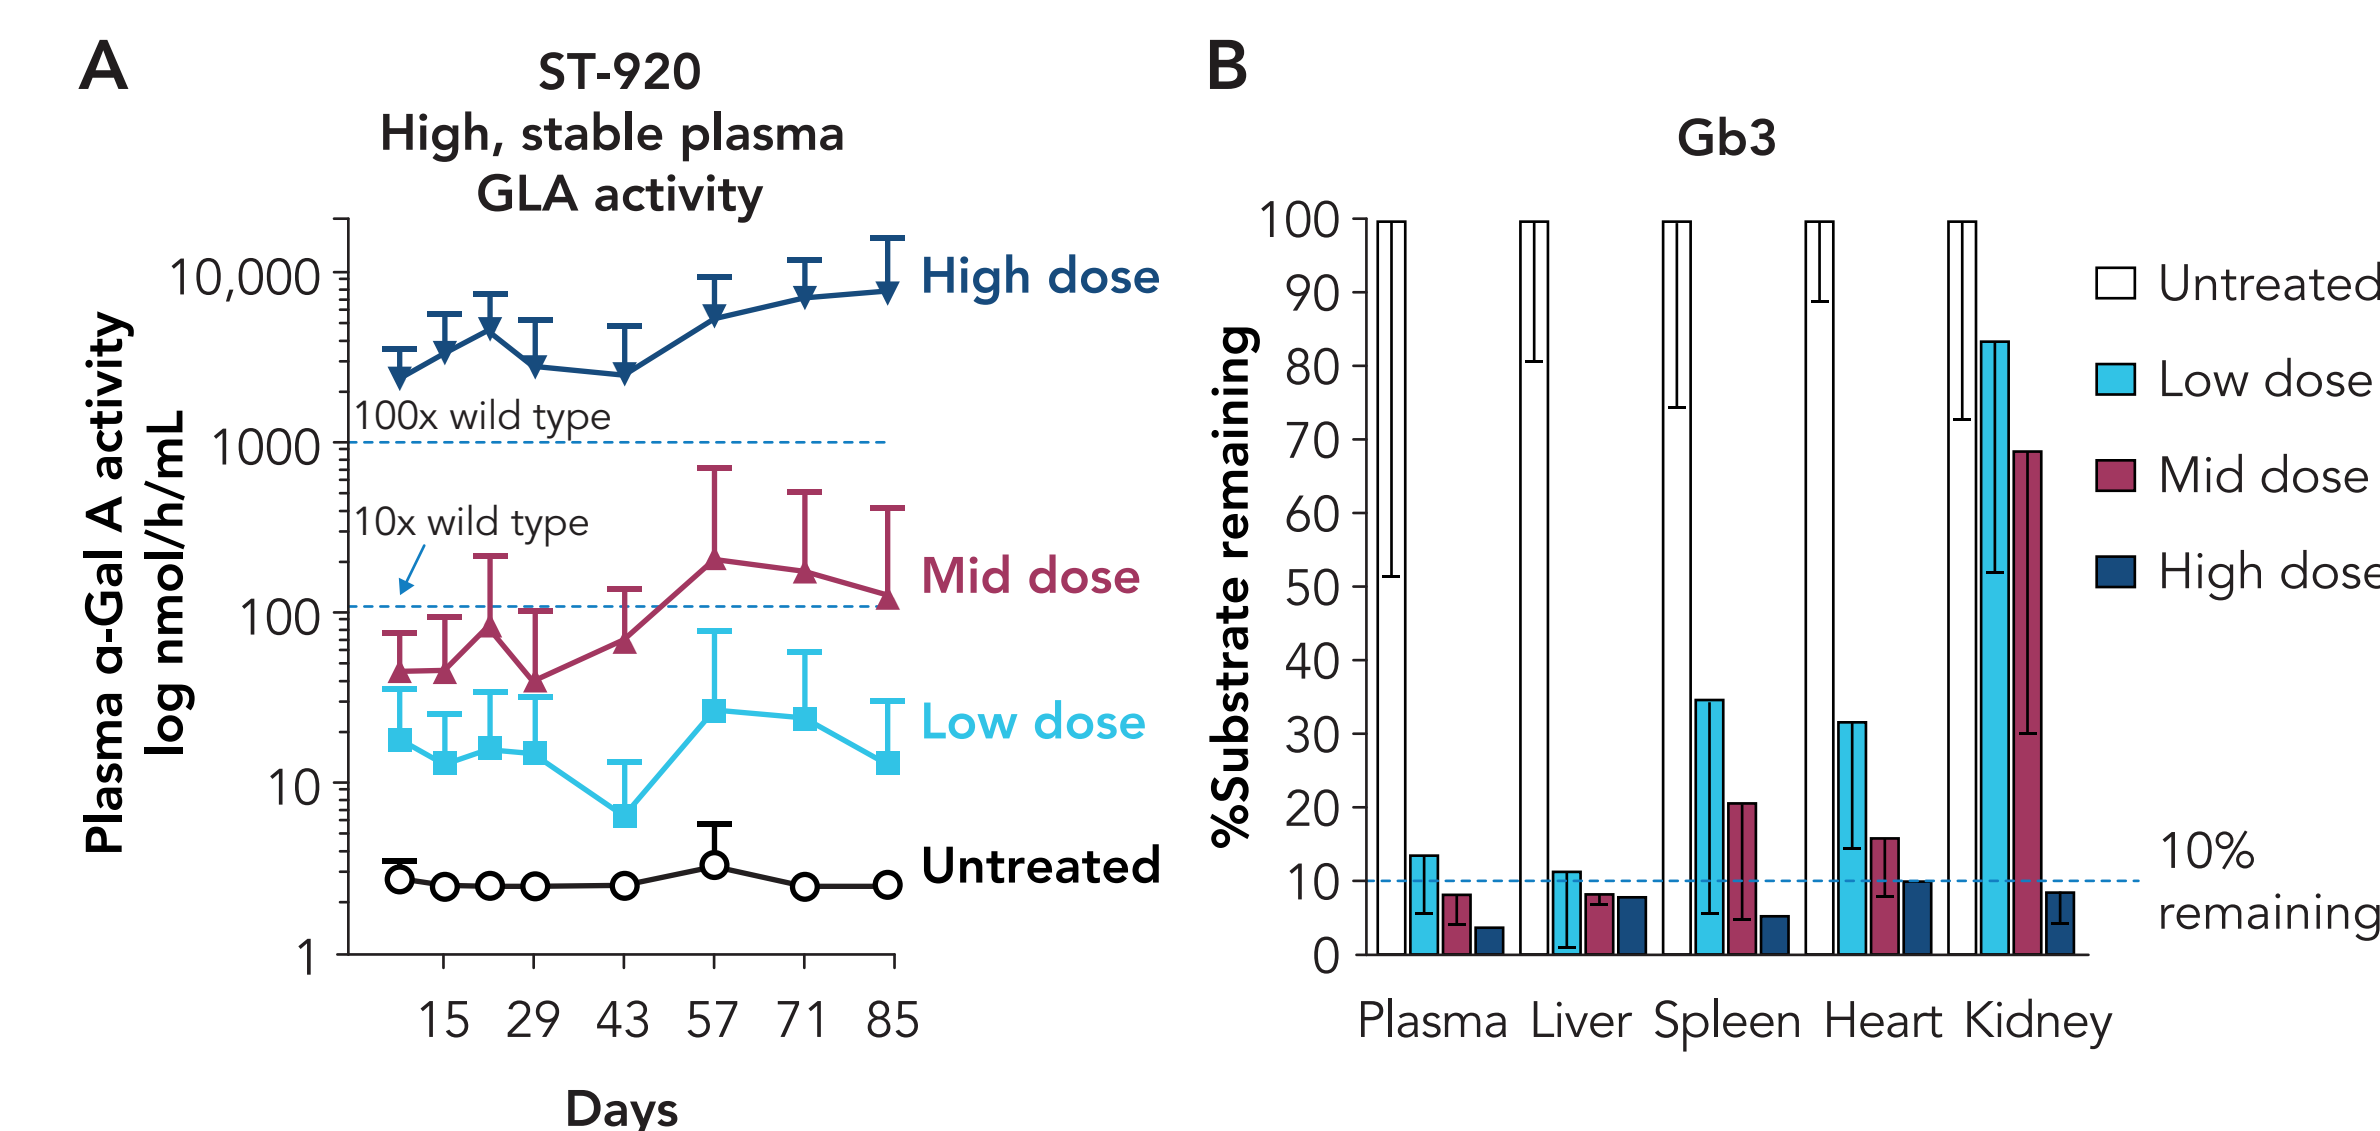 A
ST-920
High, stable plasma
GLA activity
Plasma α-Gal A activity
log nmol/h/mL
10,000
1000
100
10
1
100x wild type
10x wild type
High dose
Mid dose
Low dose
Untreated
15 29 43 57 71 85
Days
B
Gb3
%Substrate remaining
100
90
80
70
60
50
40
30
20
10
0
Plasma Liver Spleen Heart Kidney
Untreated
Low dose
Mid dose
High dose
10%
remaining